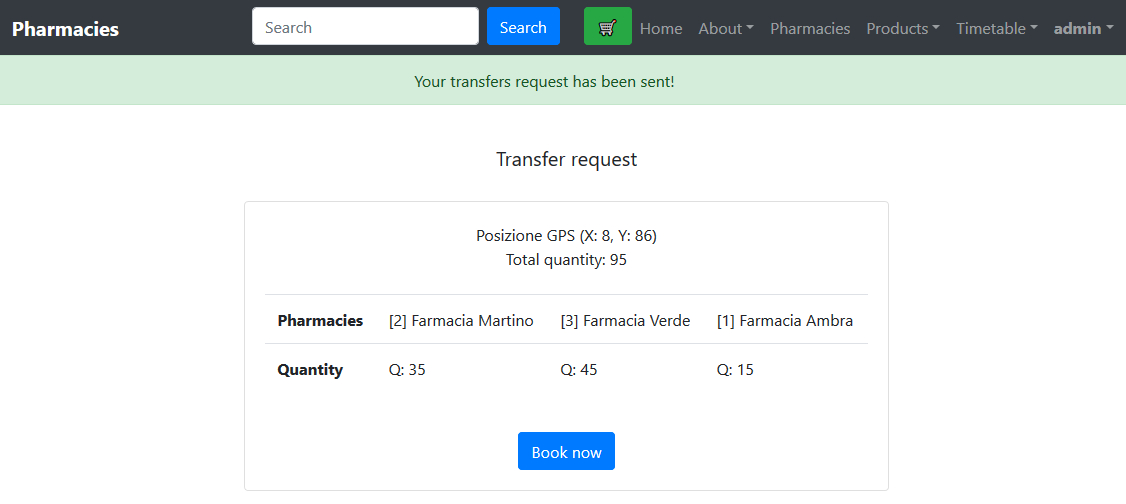 Pharmacies Search Search Home About Pharmacies Products Timetable admin
Your transfers request has been sent!
Transfer request
Posizione GPS (X: 8, Y: 86)
Total quantity: 95
Pharmacies [2] Farmacia Martino [3] Farmacia Verde [1] Farmacia Ambra
Quantity Q: 35 Q: 45 Q: 15
Book now